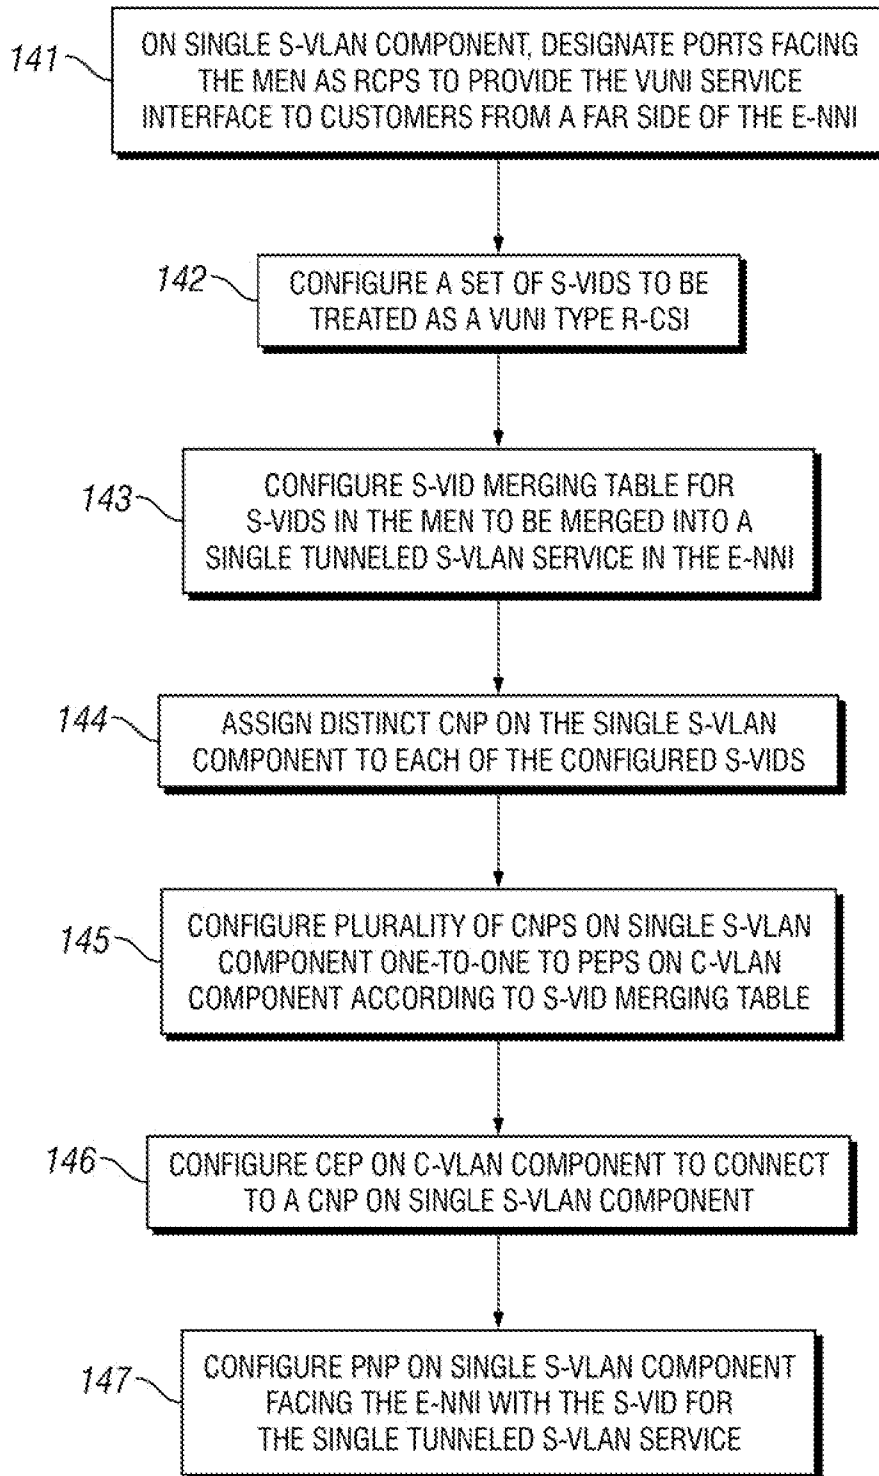 141
ON SINGLE S-VLAN COMPONENT, DESIGNATE PORTS FACING
THE MEN AS RCPS TO PROVIDE THE VUNI SERVICE
INTERFACE TO CUSTOMERS FROM A FAR SIDE OF THE E-NNI
142
CONFIGURE A SET OF S-VIDS TO BE
TREATED AS A VUNI TYPE R-CSI
143
CONFIGURE S-VID MERGING TABLE FOR
S-VIDS IN THE MEN TO BE MERGED INTO A
SINGLE TUNNELED S-VLAN SERVICE IN THE E-NNI
144
ASSIGN DISTINCT CNP ON THE SINGLE S-VLAN
COMPONENT TO EACH OF THE CONFIGURED S-VIDS
145
CONFIGURE PLURALITY OF CNPS ON SINGLE S-VLAN
COMPONENT ONE-TO-ONE TO PEPS ON C-VLAN
COMPONENT ACCORDING TO S-VID MERGING TABLE
146
CONFIGURE CEP ON C-VLAN COMPONENT TO CONNECT
TO A CNP ON SINGLE S-VLAN COMPONENT
147
CONFIGURE PNP ON SINGLE S-VLAN COMPONENT
FACING THE E-NNI WITH THE S-VID FOR
THE SINGLE TUNNELED S-VLAN SERVICE